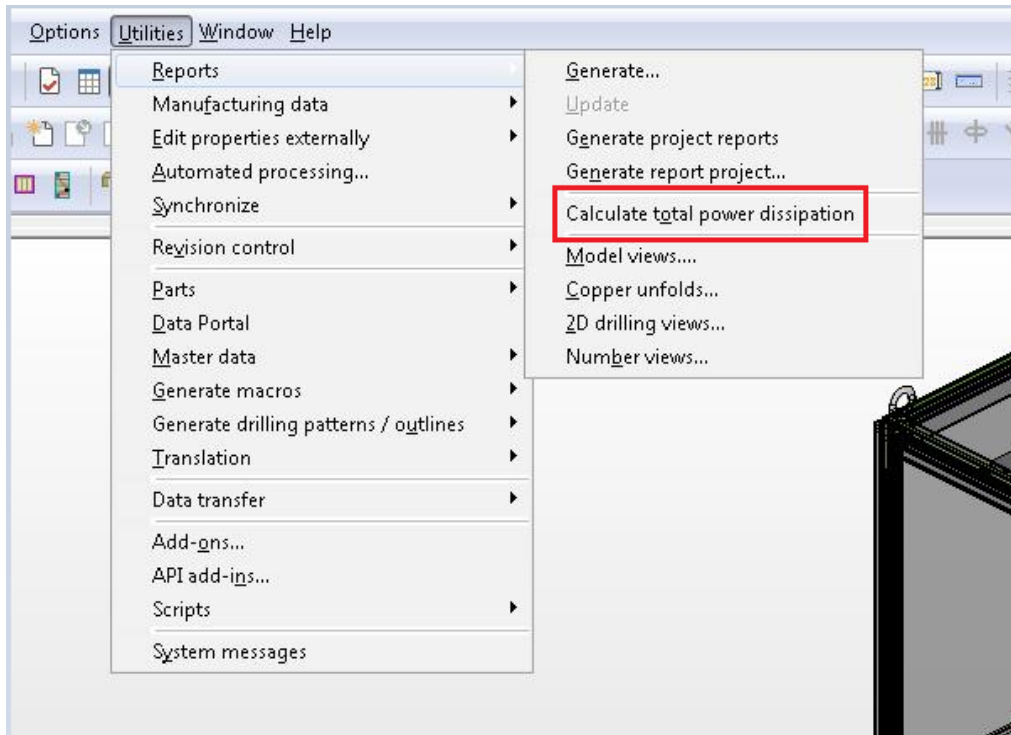 Options Utilities Window Help
Reports
Manufacturing data
Edit properties externally
Automated processing...
Synchronize
Revision control
Parts
Data Portal
Master data
Generate macros
Generate drilling patterns / outlines
Translation
Data transfer
Add-ons...
API add-ins...
Scripts
System messages
Generate...
Update
Generate project reports
Generate report project...
Calculate total power dissipation
Model views....
Copper unfolds...
2D drilling views...
Number views...